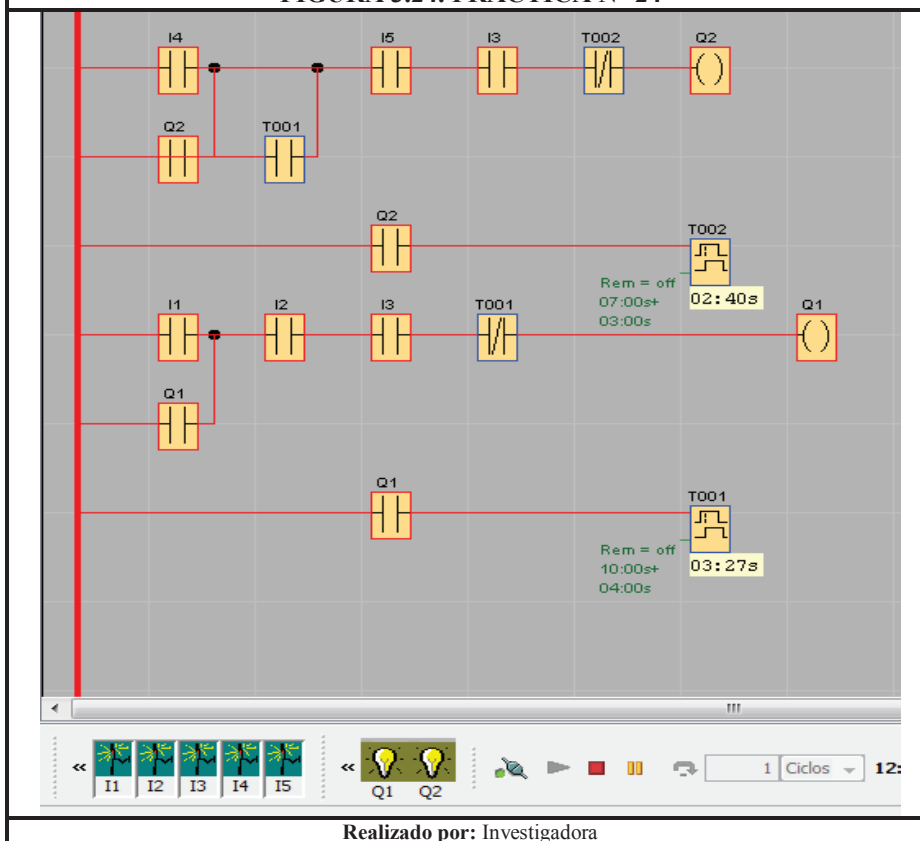 I4 I5 I3 T002 Q2
Q2 T001
Q2
T002
Rem = off
07:00s+ 02:40s
03:00s
I1 I2 I3 T001 Q1
Q1
Q1
T001
Rem = off
10:00s+ 03:27s
04:00s
« I1 I2 I3 I4 I5 « Q1 Q2 1 Ciclos 12:
Realizado por: Investigadora